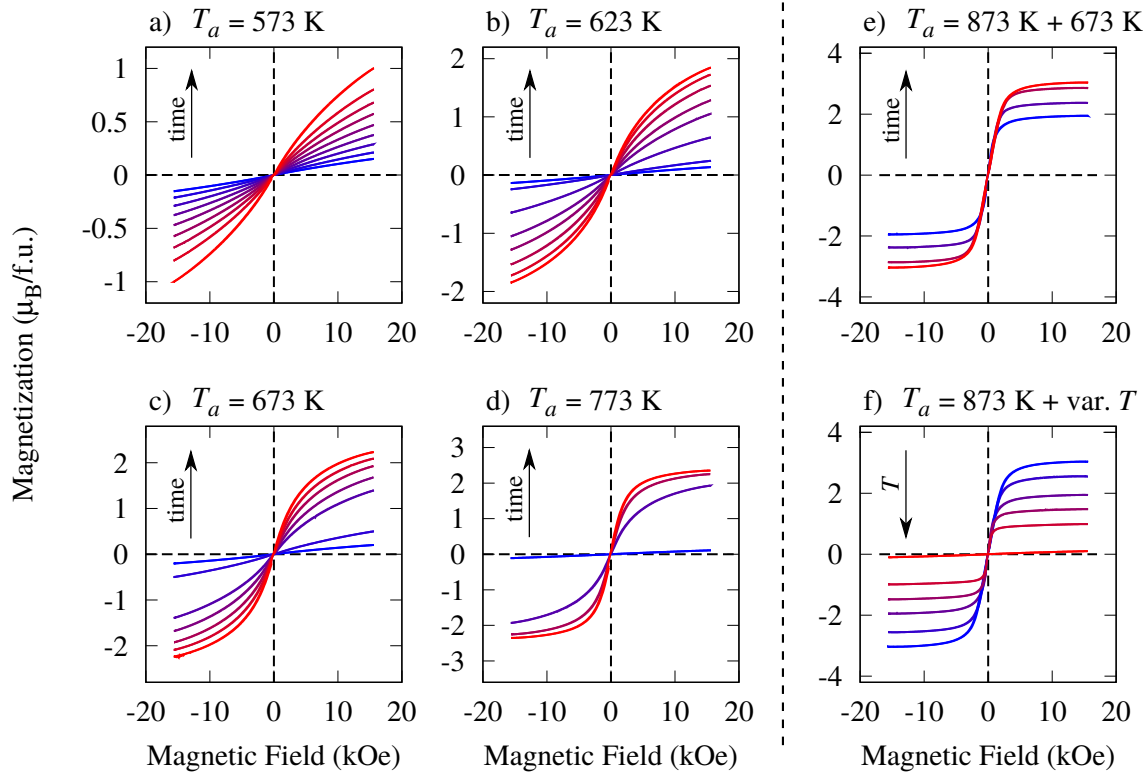 a) T_a = 573 K
b) T_a = 623 K
e) T_a = 873 K + 673 K
1
0.5
0
-0.5
-1
time
-20 -10 0 10 20
2
1
0
-1
-2
time
-20 -10 0 10 20
4
2
0
-2
-4
time
-20 -10 0 10 20
Magnetization (μ_B/f.u.)
c) T_a = 673 K
d) T_a = 773 K
f) T_a = 873 K + var. T
2
1
0
-1
-2
time
-20 -10 0 10 20
Magnetic Field (kOe)
3
2
1
0
-1
-2
-3
time
-20 -10 0 10 20
Magnetic Field (kOe)
4
2
0
-2
-4
T
-20 -10 0 10 20
Magnetic Field (kOe)